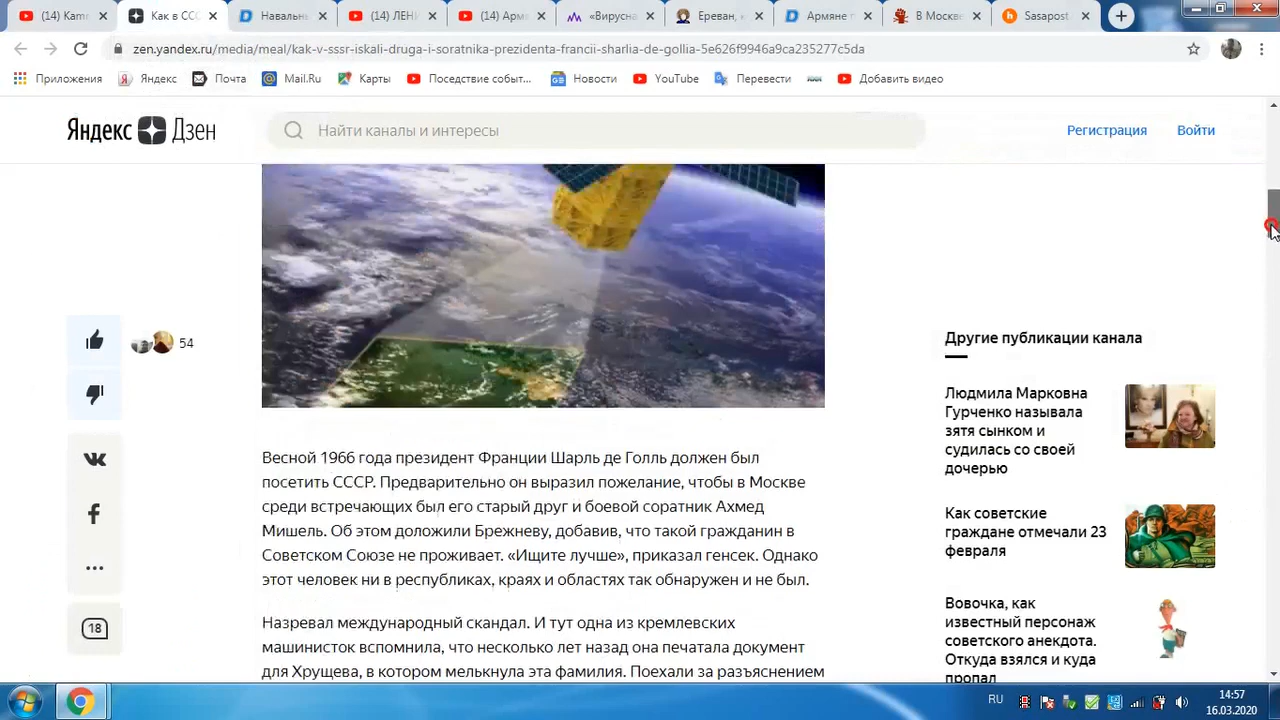 (14) Kam
Как в ССС
Навальн
(14) ЛЕН
(14) Арм
«Вирусна
Ереван,
Армяне г
В Москве
Sasapost
zen.yandex.ru/media/meal/kak-v-sssr-iskali-druga-i-soratnika-prezidenta-francii-sharlia-de-gollia-5e626f9946a9ca235277c5da
Приложения
Яндекс
Почта
Mail.Ru
Карты
Последствие событ...
Новости
YouTube
Перевести
Добавить видео
Яндекс Дзен
Найти каналы и интересы
Регистрация
Войти
54
18
Весной 1966 года президент Франции Шарль де Голль должен был
посетить СССР. Предварительно он выразил пожелание, чтобы в Москве
среди встречающих был его старый друг и боевой соратник Ахмед
Мишель. Об этом доложили Брежневу, добавив, что такой гражданин в
Советском Союзе не проживает. «Ищите лучше», приказал генсек. Однако
этот человек ни в республиках, краях и областях так обнаружен и не был.
Назревал международный скандал. И тут одна из кремлевских
машинисток вспомнила, что несколько лет назад она печатала документ
для Хрущева, в котором мелькнула эта фамилия. Поехали за разъяснением
Другие публикации канала
Людмила Марковна
Гурченко называла
зятя сынком и
судилась со своей
дочерью
Как советские
граждане отмечали 23
февраля
Вовочка, как
известный персонаж
советского анекдота.
Откуда взялся и куда
пропал
RU
14:57
16.03.2020